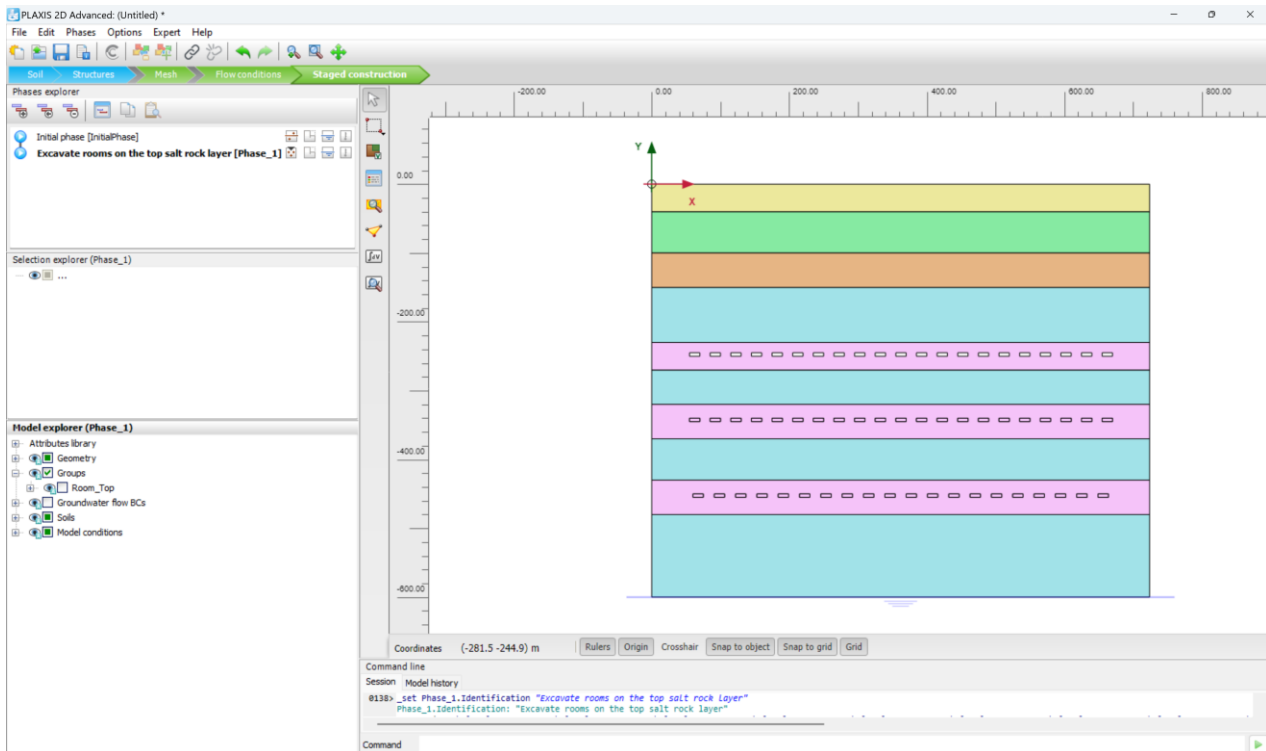 PLAXIS 2D Advanced: (Untitled) *
File Edit Phases Options Expert Help
Soil Structures Mesh Flow conditions Staged construction
Phases explorer
Initial phase [InitialPhase]
Excavate rooms on the top salt rock layer [Phase_1]
Selection explorer (Phase_1)
...
Model explorer (Phase_1)
Attributes library
Geometry
Groups
Room_Top
Groundwater flow BCs
Soils
Model conditions
-200.00 0.00 200.00 400.00 600.00 800.00
Y
0.00
X
-200.00
-400.00
-600.00
Coordinates (-281.5 -244.9) m Rulers Origin Crosshair Snap to object Snap to grid Grid
Command line
Session Model history
0138> _set Phase_1.Identification "Excavate rooms on the top salt rock layer"
Phase_1.Identification: "Excavate rooms on the top salt rock layer"
Command